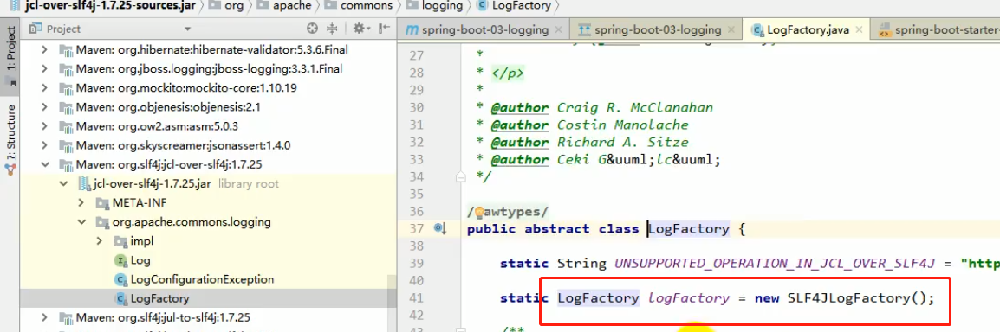 jcl-over-slf4j-1.7.25-sources.jar org apache commons logging LogFactory
Project
spring-boot-03-logging spring-boot-03-logging LogFactory.java spring-boot-starter-
1: Project
7: Structure
Maven: org.hibernate:hibernate-validator:5.3.6.Final
Maven: org.jboss.logging:jboss-logging:3.3.1.Final
Maven: org.mockito:mockito-core:1.10.19
Maven: org.objenesis:objenesis:2.1
Maven: org.ow2.asm:asm:5.0.3
Maven: org.skyscreamer:jsonassert:1.4.0
Maven: org.slf4j:jcl-over-slf4j:1.7.25
jcl-over-slf4j-1.7.25.jar library root
META-INF
org.apache.commons.logging
impl
Log
LogConfigurationException
LogFactory
Maven: org.slf4j:jul-to-slf4j:1.7.25
27 *
28 * </p>
29 *
30 * @author Craig R. McClanahan
31 * @author Costin Manolache
32 * @author Richard A. Sitze
33 * @author Ceki G&uuml;lc&uuml;
34 */
35
36 /awtypes/
37 public abstract class LogFactory {
38
39 static String UNSUPPORTED_OPERATION_IN_JCL_OVER_SLF4J = "http
40
41 static LogFactory logFactory = new SLF4JLogFactory();
42
43 /**